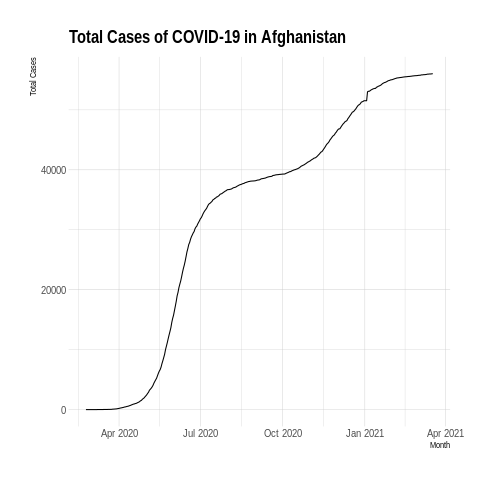 Total Cases of COVID-19 in Afghanistan
Total Cases
40000
20000
0
Apr 2020 Jul 2020 Oct 2020 Jan 2021 Apr 2021
Month